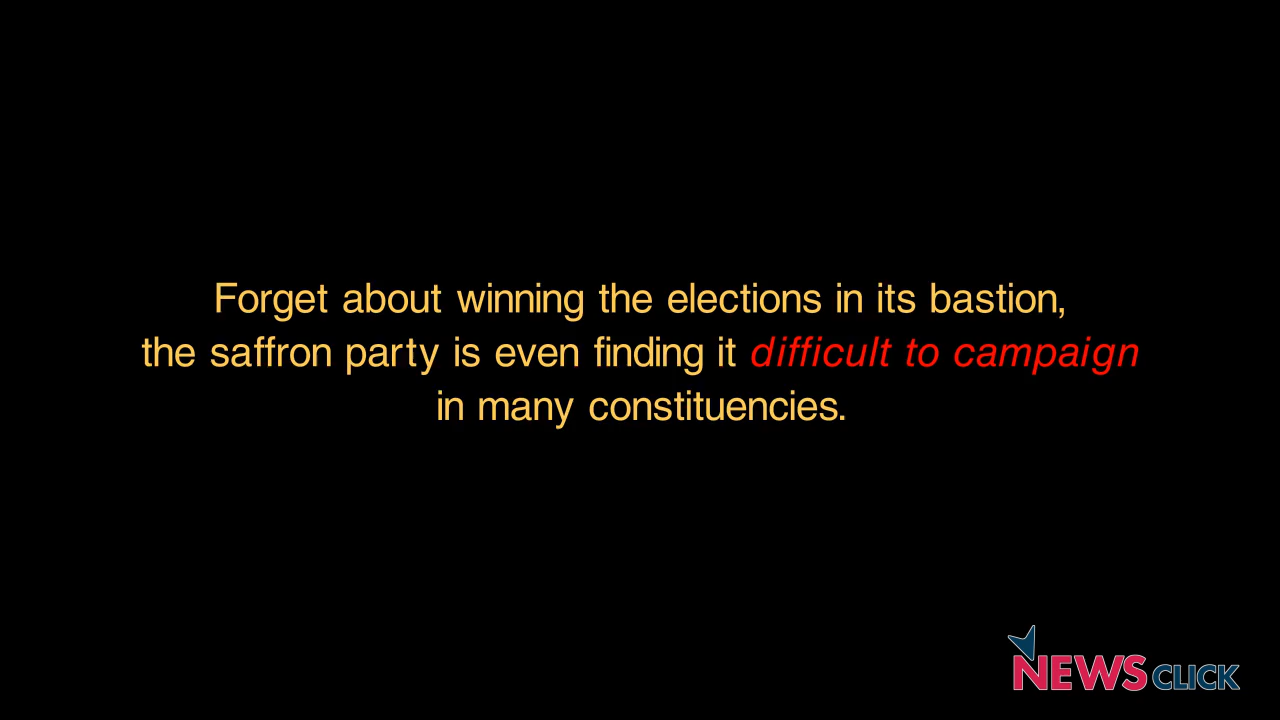 Forget about winning the elections in its bastion,
the saffron party is even finding it difficult to campaign
in many constituencies.
NEWSCLICK